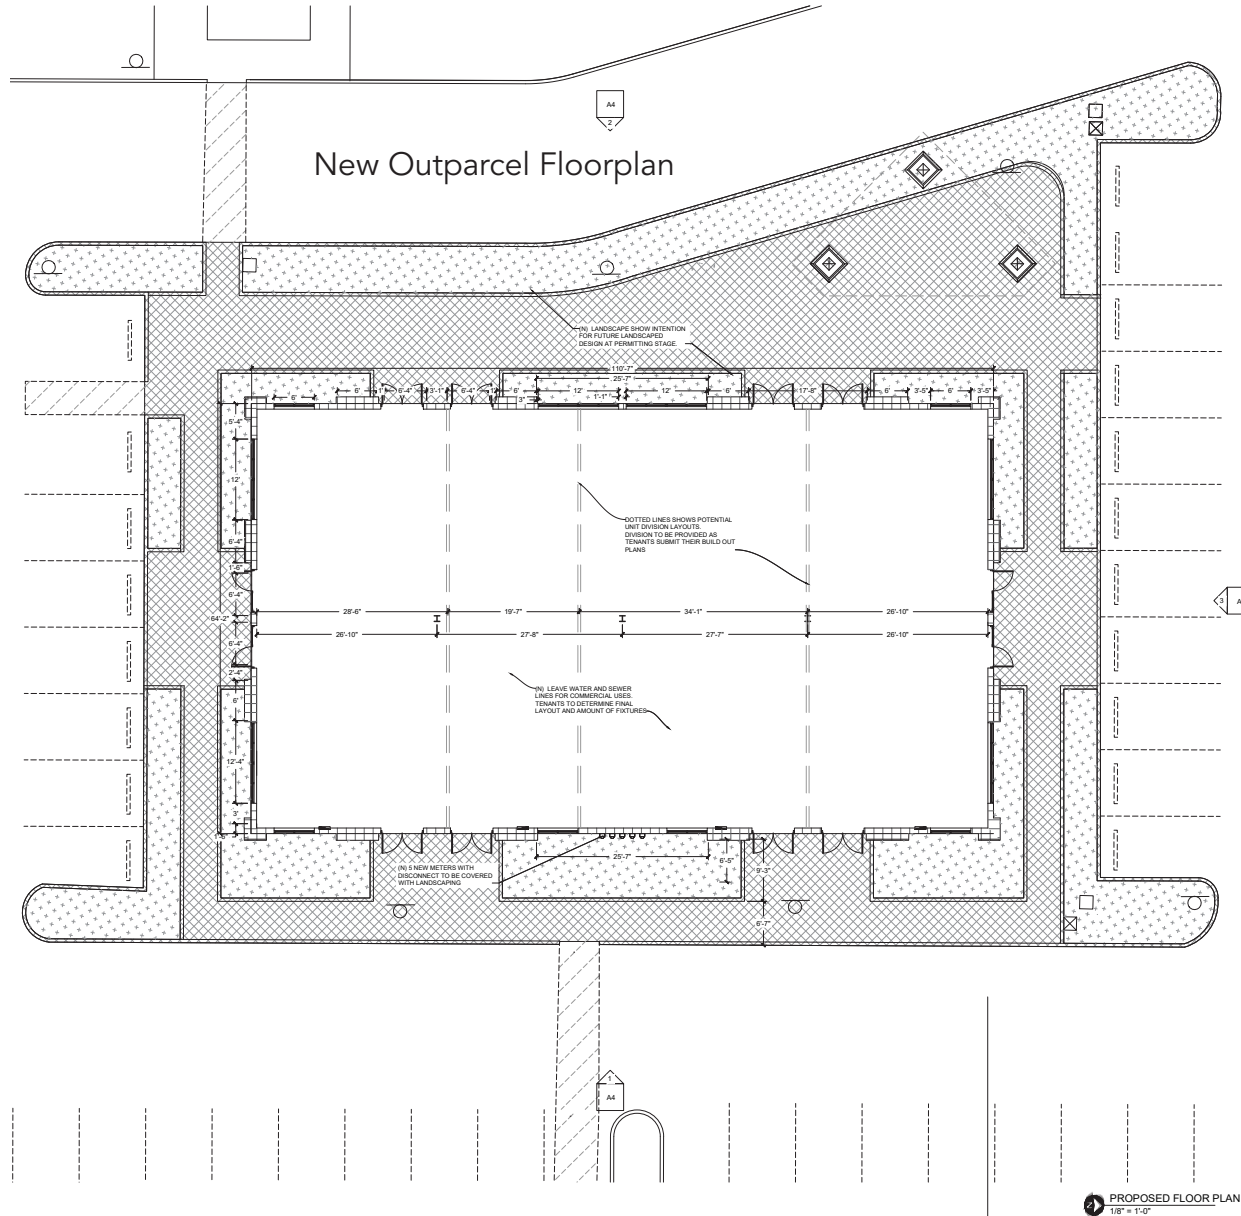 A4
2
New Outparcel Floorplan
(N) LANDSCAPE SHOW INTENTION
FOR FUTURE LANDSCAPED
DESIGN AT PERMITTING STAGE.
110'-7"
25'-7"
6' 1' 6'-4" 3'-1" 6'-4" 1' 6' 12' 12' 6' 17'-8" 6' 3'-5" 6' 3'-5"
6'
3"
1'-1"
5'-4"
12'
6'-4"
1'-6"
6'-4"
64'-2"
6'-4"
2'-4"
6'
12'-4"
3'
1'-6"
DOTTED LINES SHOWS POTENTIAL
UNIT DIVISION LAYOUTS.
DIVISION TO BE PROVIDED AS
TENANTS SUBMIT THEIR BUILD OUT
PLANS
3
A
28'-6" 19'-7" 34'-1" 26'-10"
26'-10" 27'-8" 27'-7" 26'-10"
(N) LEAVE WATER AND SEWER
LINES FOR COMMERCIAL USES.
TENANTS TO DETERMINE FINAL
LAYOUT AND AMOUNT OF FIXTURES
(N) 5 NEW METERS WITH
DISCONNECT TO BE COVERED
WITH LANDSCAPING
25'-7"
6'-5"
9'-3"
6'-7"
1
A4
PROPOSED FLOOR PLAN
1/8" = 1'-0"